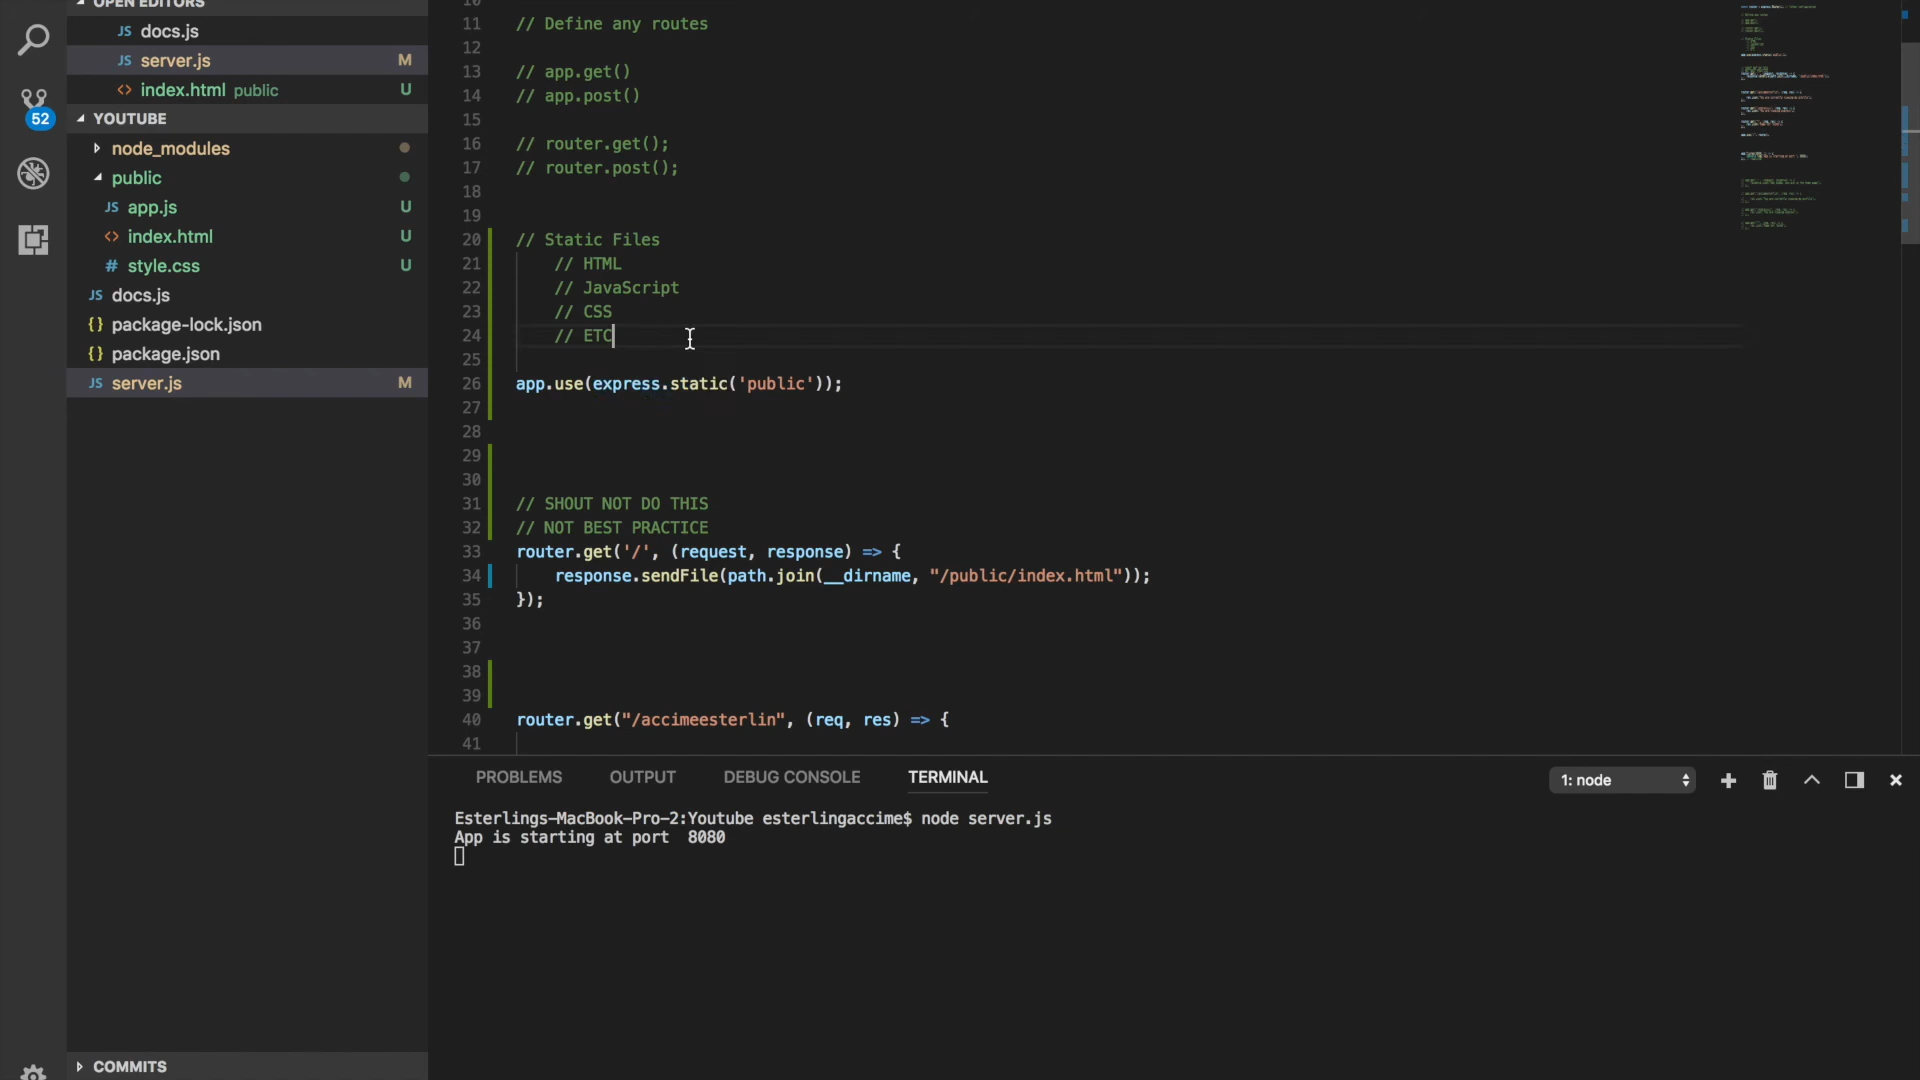 OPEN EDITORS
JS docs.js
JS server.js M
<> index.html public U
52
YOUTUBE
node_modules
public
JS app.js U
<> index.html U
# style.css U
JS docs.js
{} package-lock.json
{} package.json
JS server.js M
COMMITS
10
11 // Define any routes
12
13 // app.get()
14 // app.post()
15
16 // router.get();
17 // router.post();
18
19
20 // Static Files
21 // HTML
22 // JavaScript
23 // CSS
24 // ETC
25
26 app.use(express.static('public'));
27
28
29
30
31 // SHOUT NOT DO THIS
32 // NOT BEST PRACTICE
33 router.get('/', (request, response) => {
34 response.sendFile(path.join(__dirname, "/public/index.html"));
35 });
36
37
38
39
40 router.get("/accimeesterlin", (req, res) => {
41
PROBLEMS OUTPUT DEBUG CONSOLE TERMINAL 1: node
Esterlings-MacBook-Pro-2:Youtube esterlingaccime$ node server.js
App is starting at port 8080